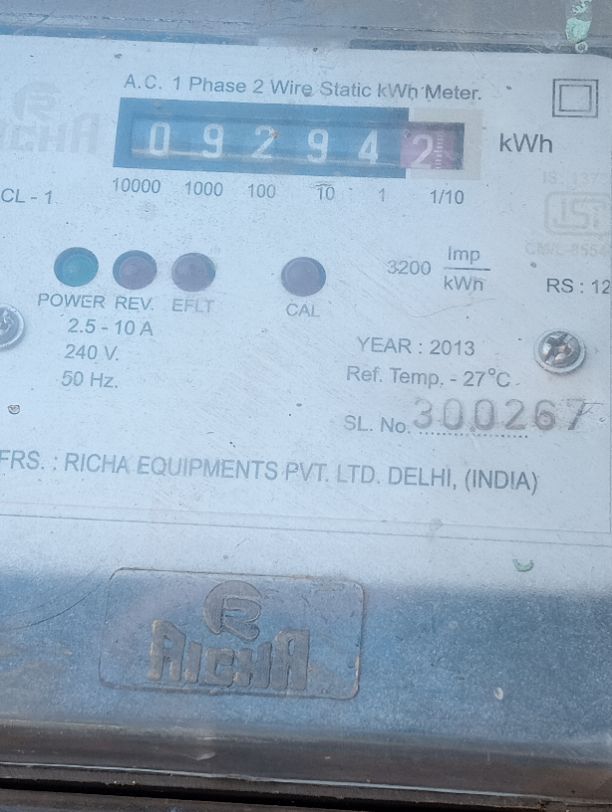 A.C. 1 Phase 2 Wire Static kWh Meter.
0 9 2 9 4 2 kWh
10000 1000 100 10 1 1/10
CL - 1
3200 Imp/kWh
RS : 12
POWER REV. EFLT CAL
2.5 - 10 A
240 V.
50 Hz.
YEAR : 2013
Ref. Temp. - 27°C
SL. No. 300267
FRS. : RICHA EQUIPMENTS PVT. LTD. DELHI, (INDIA)
RICHA